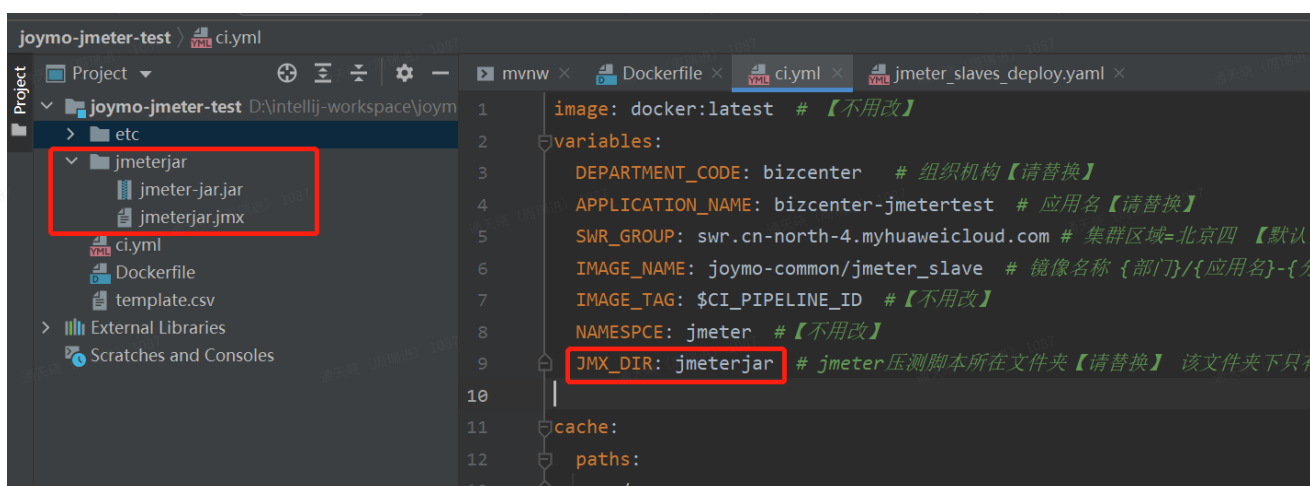 joymo-jmeter-test 〉 ci.yml
Project
Project
mvnw × Dockerfile × ci.yml × jmeter_slaves_deploy.yaml ×
joymo-jmeter-test D:\intellij-workspace\joym
etc
jmeterjar
jmeter-jar.jar
jmeterjar.jmx
ci.yml
Dockerfile
template.csv
External Libraries
Scratches and Consoles
1 image: docker:latest # 【不用改】
2 variables:
3 DEPARTMENT_CODE: bizcenter # 组织机构【请替换】
4 APPLICATION_NAME: bizcenter-jmetertest # 应用名【请替换】
5 SWR_GROUP: swr.cn-north-4.myhuaweicloud.com # 集群区域=北京四 【默认
6 IMAGE_NAME: joymo-common/jmeter_slave # 镜像名称 {部门}/{应用名}-{
7 IMAGE_TAG: $CI_PIPELINE_ID #【不用改】
8 NAMESPCE: jmeter #【不用改】
9 JMX_DIR: jmeterjar # jmeter压测脚本所在文件夹【请替换】 该文件夹下只
10
11 cache:
12 paths: